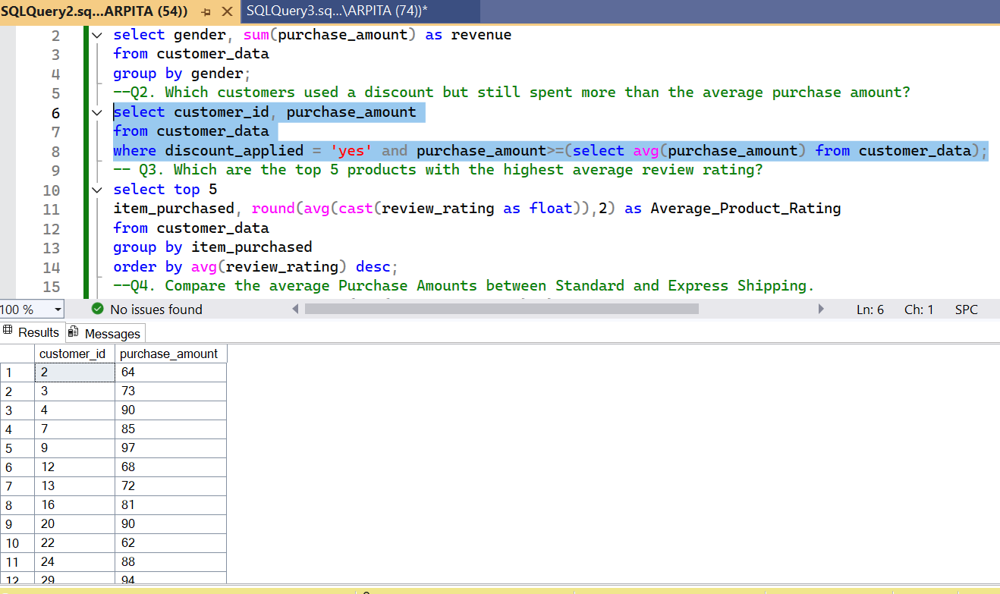 SQLQuery2.sq...ARPITA (54)) SQLQuery3.sq...\ARPITA (74))*
2 select gender, sum(purchase_amount) as revenue
3 from customer_data
4 group by gender;
5 --Q2. Which customers used a discount but still spent more than the average purchase amount?
6 select customer_id, purchase_amount
7 from customer_data
8 where discount_applied = 'yes' and purchase_amount>=(select avg(purchase_amount) from customer_data);
9 -- Q3. Which are the top 5 products with the highest average review rating?
10 select top 5
11 item_purchased, round(avg(cast(review_rating as float)),2) as Average_Product_Rating
12 from customer_data
13 group by item_purchased
14 order by avg(review_rating) desc;
15 --Q4. Compare the average Purchase Amounts between Standard and Express Shipping.
100 % No issues found Ln: 6 Ch: 1 SPC
Results Messages
customer_id purchase_amount
1 2 64
2 3 73
3 4 90
4 7 85
5 9 97
6 12 68
7 13 72
8 16 81
9 20 90
10 22 62
11 24 88
12 29 94